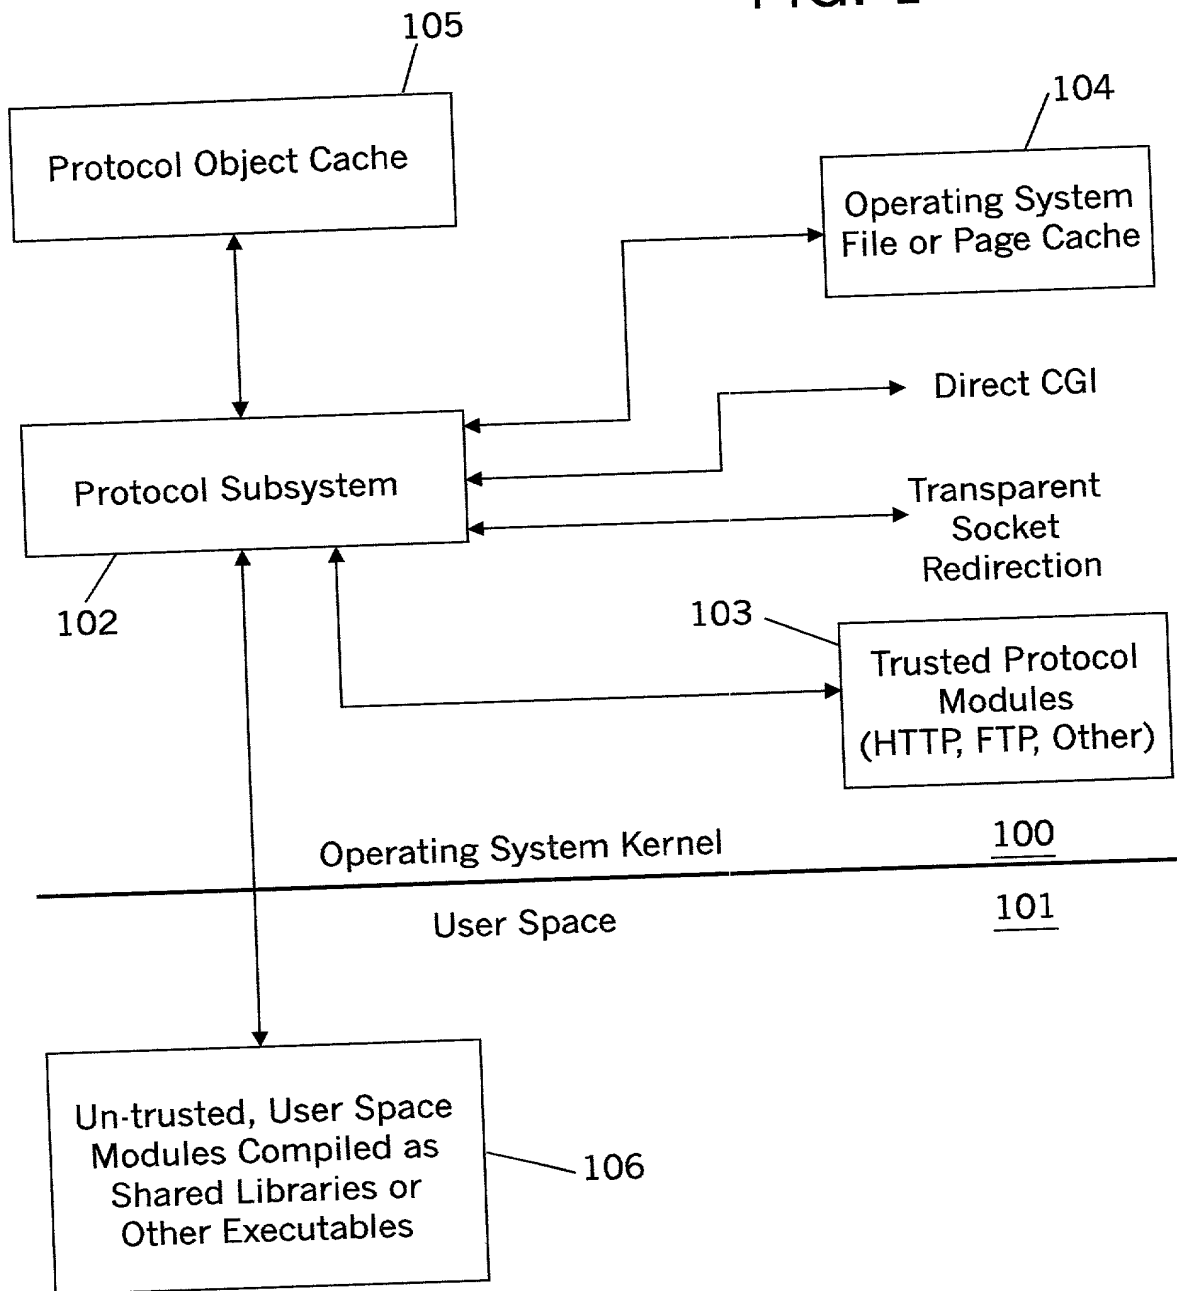 105
104
Protocol Object Cache
Operating System
File or Page Cache
Direct CGI
Protocol Subsystem
Transparent
Socket
Redirection
102
103
Trusted Protocol
Modules
(HTTP, FTP, Other)
Operating System Kernel
100
User Space
101
Un-trusted, User Space
Modules Compiled as
Shared Libraries or
Other Executables
106